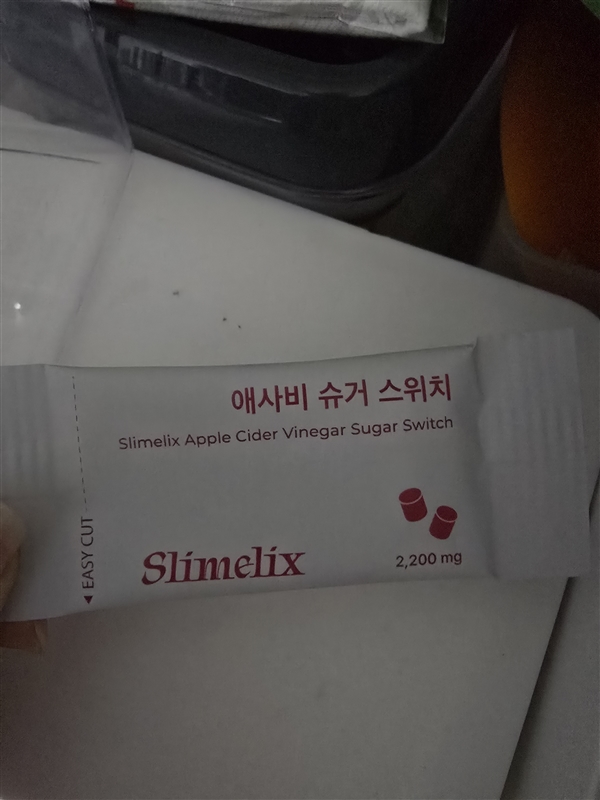 애사비 슈거 스위치
Slimelix Apple Cider Vinegar Sugar Switch
◀ EASY CUT
Slimelix
2,200 mg